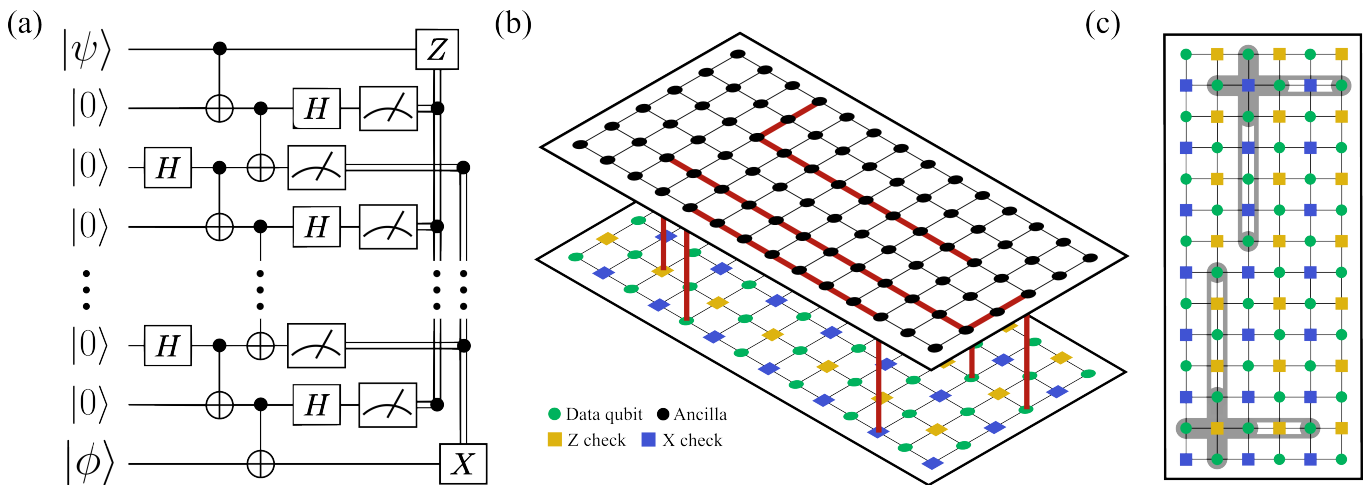 (a)
(b)
(c)
|ψ⟩
Z
|0⟩
H
|0⟩
H
|0⟩
H
|0⟩
H
|0⟩
H
|ϕ⟩
X
Data qubit
Ancilla
Z check
X check